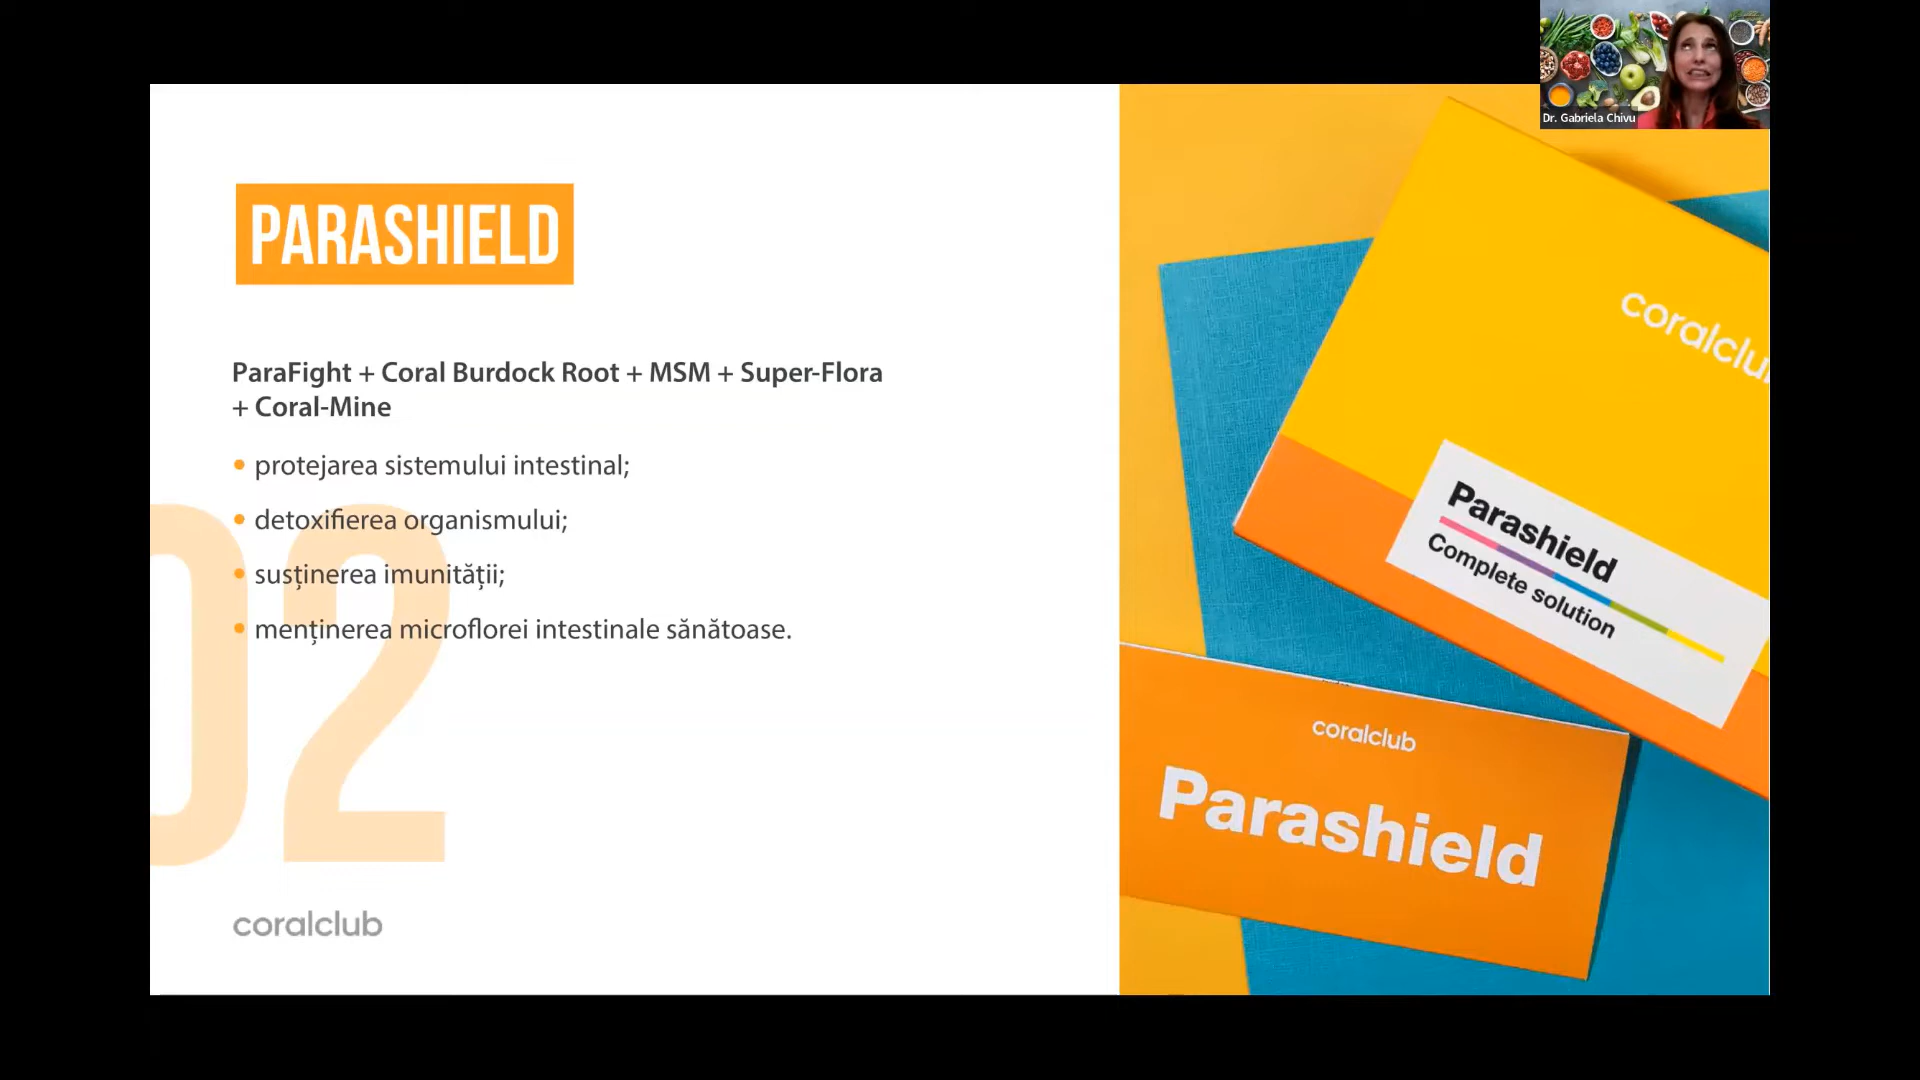 Dr. Gabriela Chivu
PARASHIELD
ParaFight + Coral Burdock Root + MSM + Super-Flora
+ Coral-Mine
• protejarea sistemului intestinal;
• detoxifierea organismului;
• susținerea imunității;
• menținerea microflorei intestinale sănătoase.
02
coralclub
coralclu
Parashield
Complete solution
coralclub
Parashield